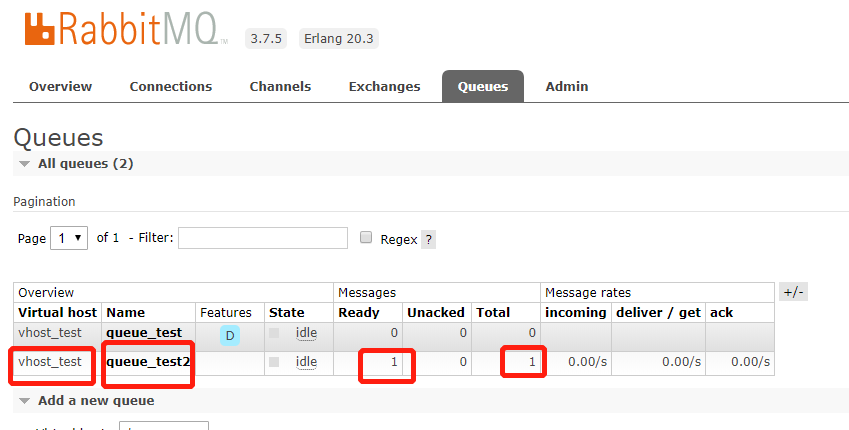 RabbitMQ TM 3.7.5 Erlang 20.3
Overview Connections Channels Exchanges Queues Admin
Queues
All queues (2)
Pagination
Page 1 of 1 - Filter: Regex ?
Overview Messages Message rates +/-
Virtual host Name Features State Ready Unacked Total incoming deliver / get ack
vhost_test queue_test D idle 0 0 0
vhost_test queue_test2 idle 1 0 1 0.00/s 0.00/s 0.00/s
Add a new queue